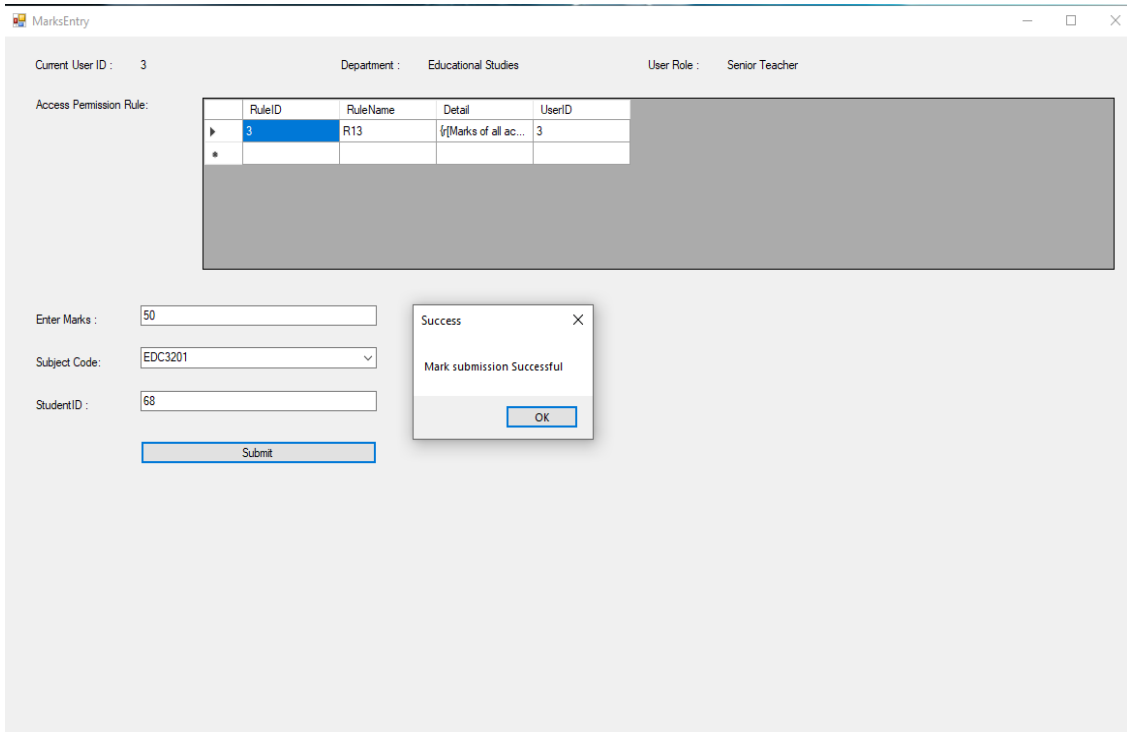 MarksEntry
Current User ID : 3 Department : Educational Studies User Role : Senior Teacher
Access Permission Rule:
RuleID RuleName Detail UserID
3 R13 {r[Marks of all ac... 3
Enter Marks : 50
Subject Code: EDC3201
StudentID : 68
Submit
Success
Mark submission Successful
OK